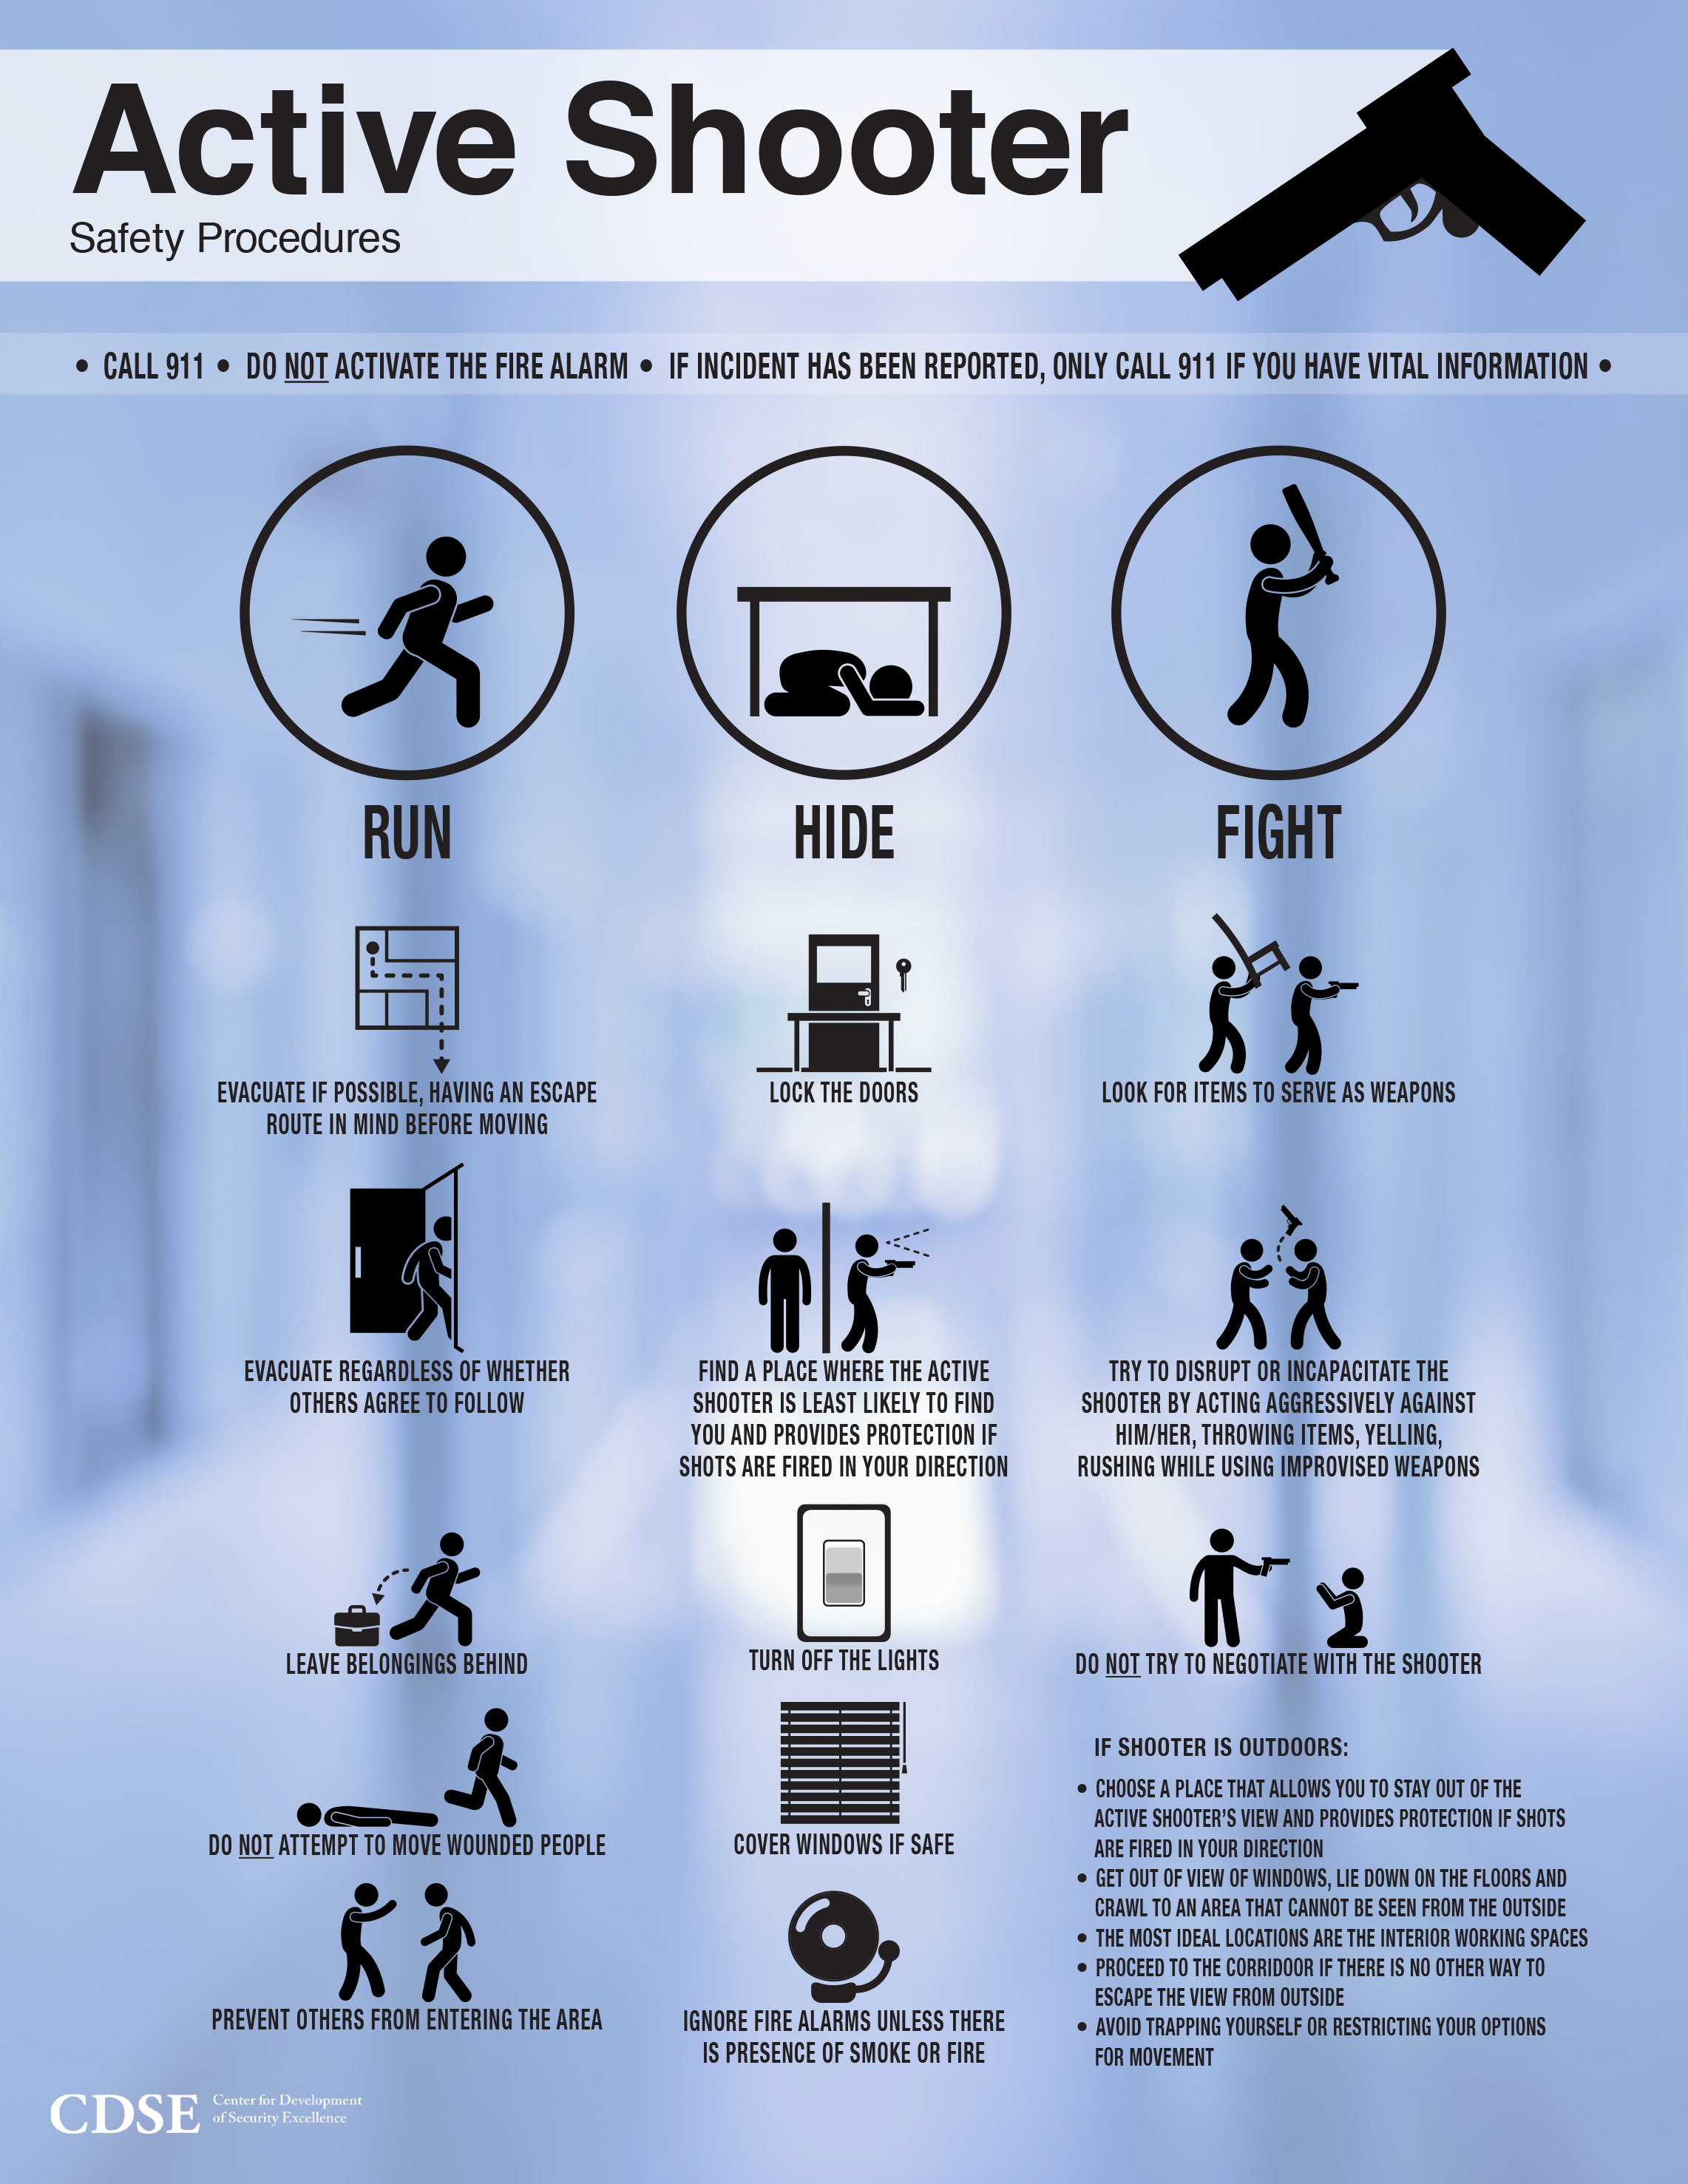 Active Shooter
Safety Procedures
• CALL 911 • DO NOT ACTIVATE THE FIRE ALARM • IF INCIDENT HAS BEEN REPORTED, ONLY CALL 911 IF YOU HAVE VITAL INFORMATION •
RUN
EVACUATE IF POSSIBLE, HAVING AN ESCAPE
ROUTE IN MIND BEFORE MOVING
EVACUATE REGARDLESS OF WHETHER
OTHERS AGREE TO FOLLOW
LEAVE BELONGINGS BEHIND
DO NOT ATTEMPT TO MOVE WOUNDED PEOPLE
PREVENT OTHERS FROM ENTERING THE AREA
HIDE
LOCK THE DOORS
FIND A PLACE WHERE THE ACTIVE
SHOOTER IS LEAST LIKELY TO FIND
YOU AND PROVIDES PROTECTION IF
SHOTS ARE FIRED IN YOUR DIRECTION
TURN OFF THE LIGHTS
COVER WINDOWS IF SAFE
IGNORE FIRE ALARMS UNLESS THERE
IS PRESENCE OF SMOKE OR FIRE
FIGHT
LOOK FOR ITEMS TO SERVE AS WEAPONS
TRY TO DISRUPT OR INCAPACITATE THE
SHOOTER BY ACTING AGGRESSIVELY AGAINST
HIM/HER, THROWING ITEMS, YELLING,
RUSHING WHILE USING IMPROVISED WEAPONS
DO NOT TRY TO NEGOTIATE WITH THE SHOOTER
IF SHOOTER IS OUTDOORS:
• CHOOSE A PLACE THAT ALLOWS YOU TO STAY OUT OF THE
ACTIVE SHOOTER'S VIEW AND PROVIDES PROTECTION IF SHOTS
ARE FIRED IN YOUR DIRECTION
• GET OUT OF VIEW OF WINDOWS, LIE DOWN ON THE FLOORS AND
CRAWL TO AN AREA THAT CANNOT BE SEEN FROM THE OUTSIDE
• THE MOST IDEAL LOCATIONS ARE THE INTERIOR WORKING SPACES
• PROCEED TO THE CORRIDOOR IF THERE IS NO OTHER WAY TO
ESCAPE THE VIEW FROM OUTSIDE
• AVOID TRAPPING YOURSELF OR RESTRICTING YOUR OPTIONS
FOR MOVEMENT
CDSE
Center for Development
of Security Excellence